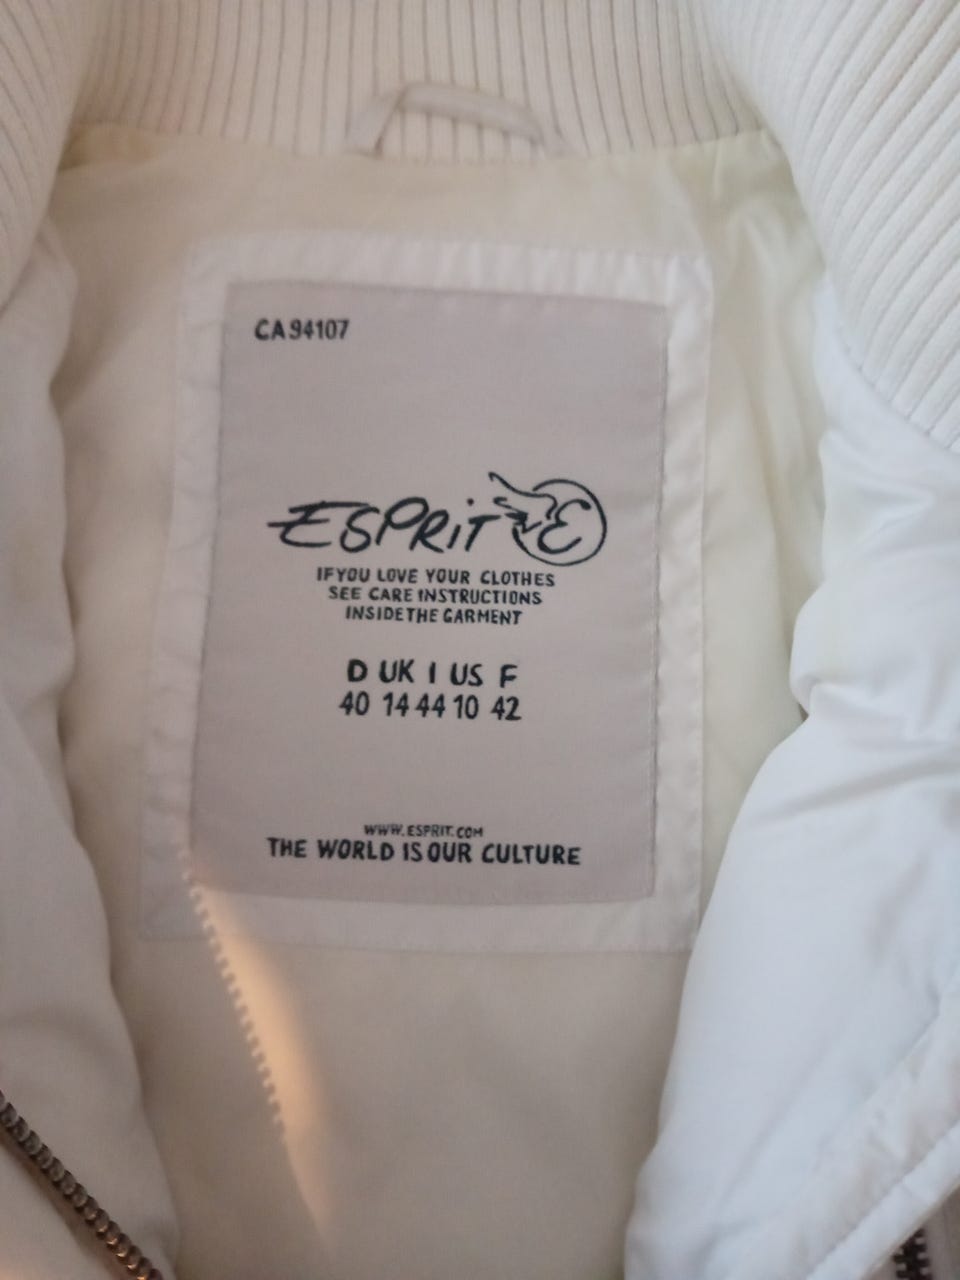 CA94107
ESPRIT E
IF YOU LOVE YOUR CLOTHES
SEE CARE INSTRUCTIONS
INSIDE THE GARMENT
D UK I US F
40 14 44 10 42
WWW.ESPRIT.COM
THE WORLD IS OUR CULTURE